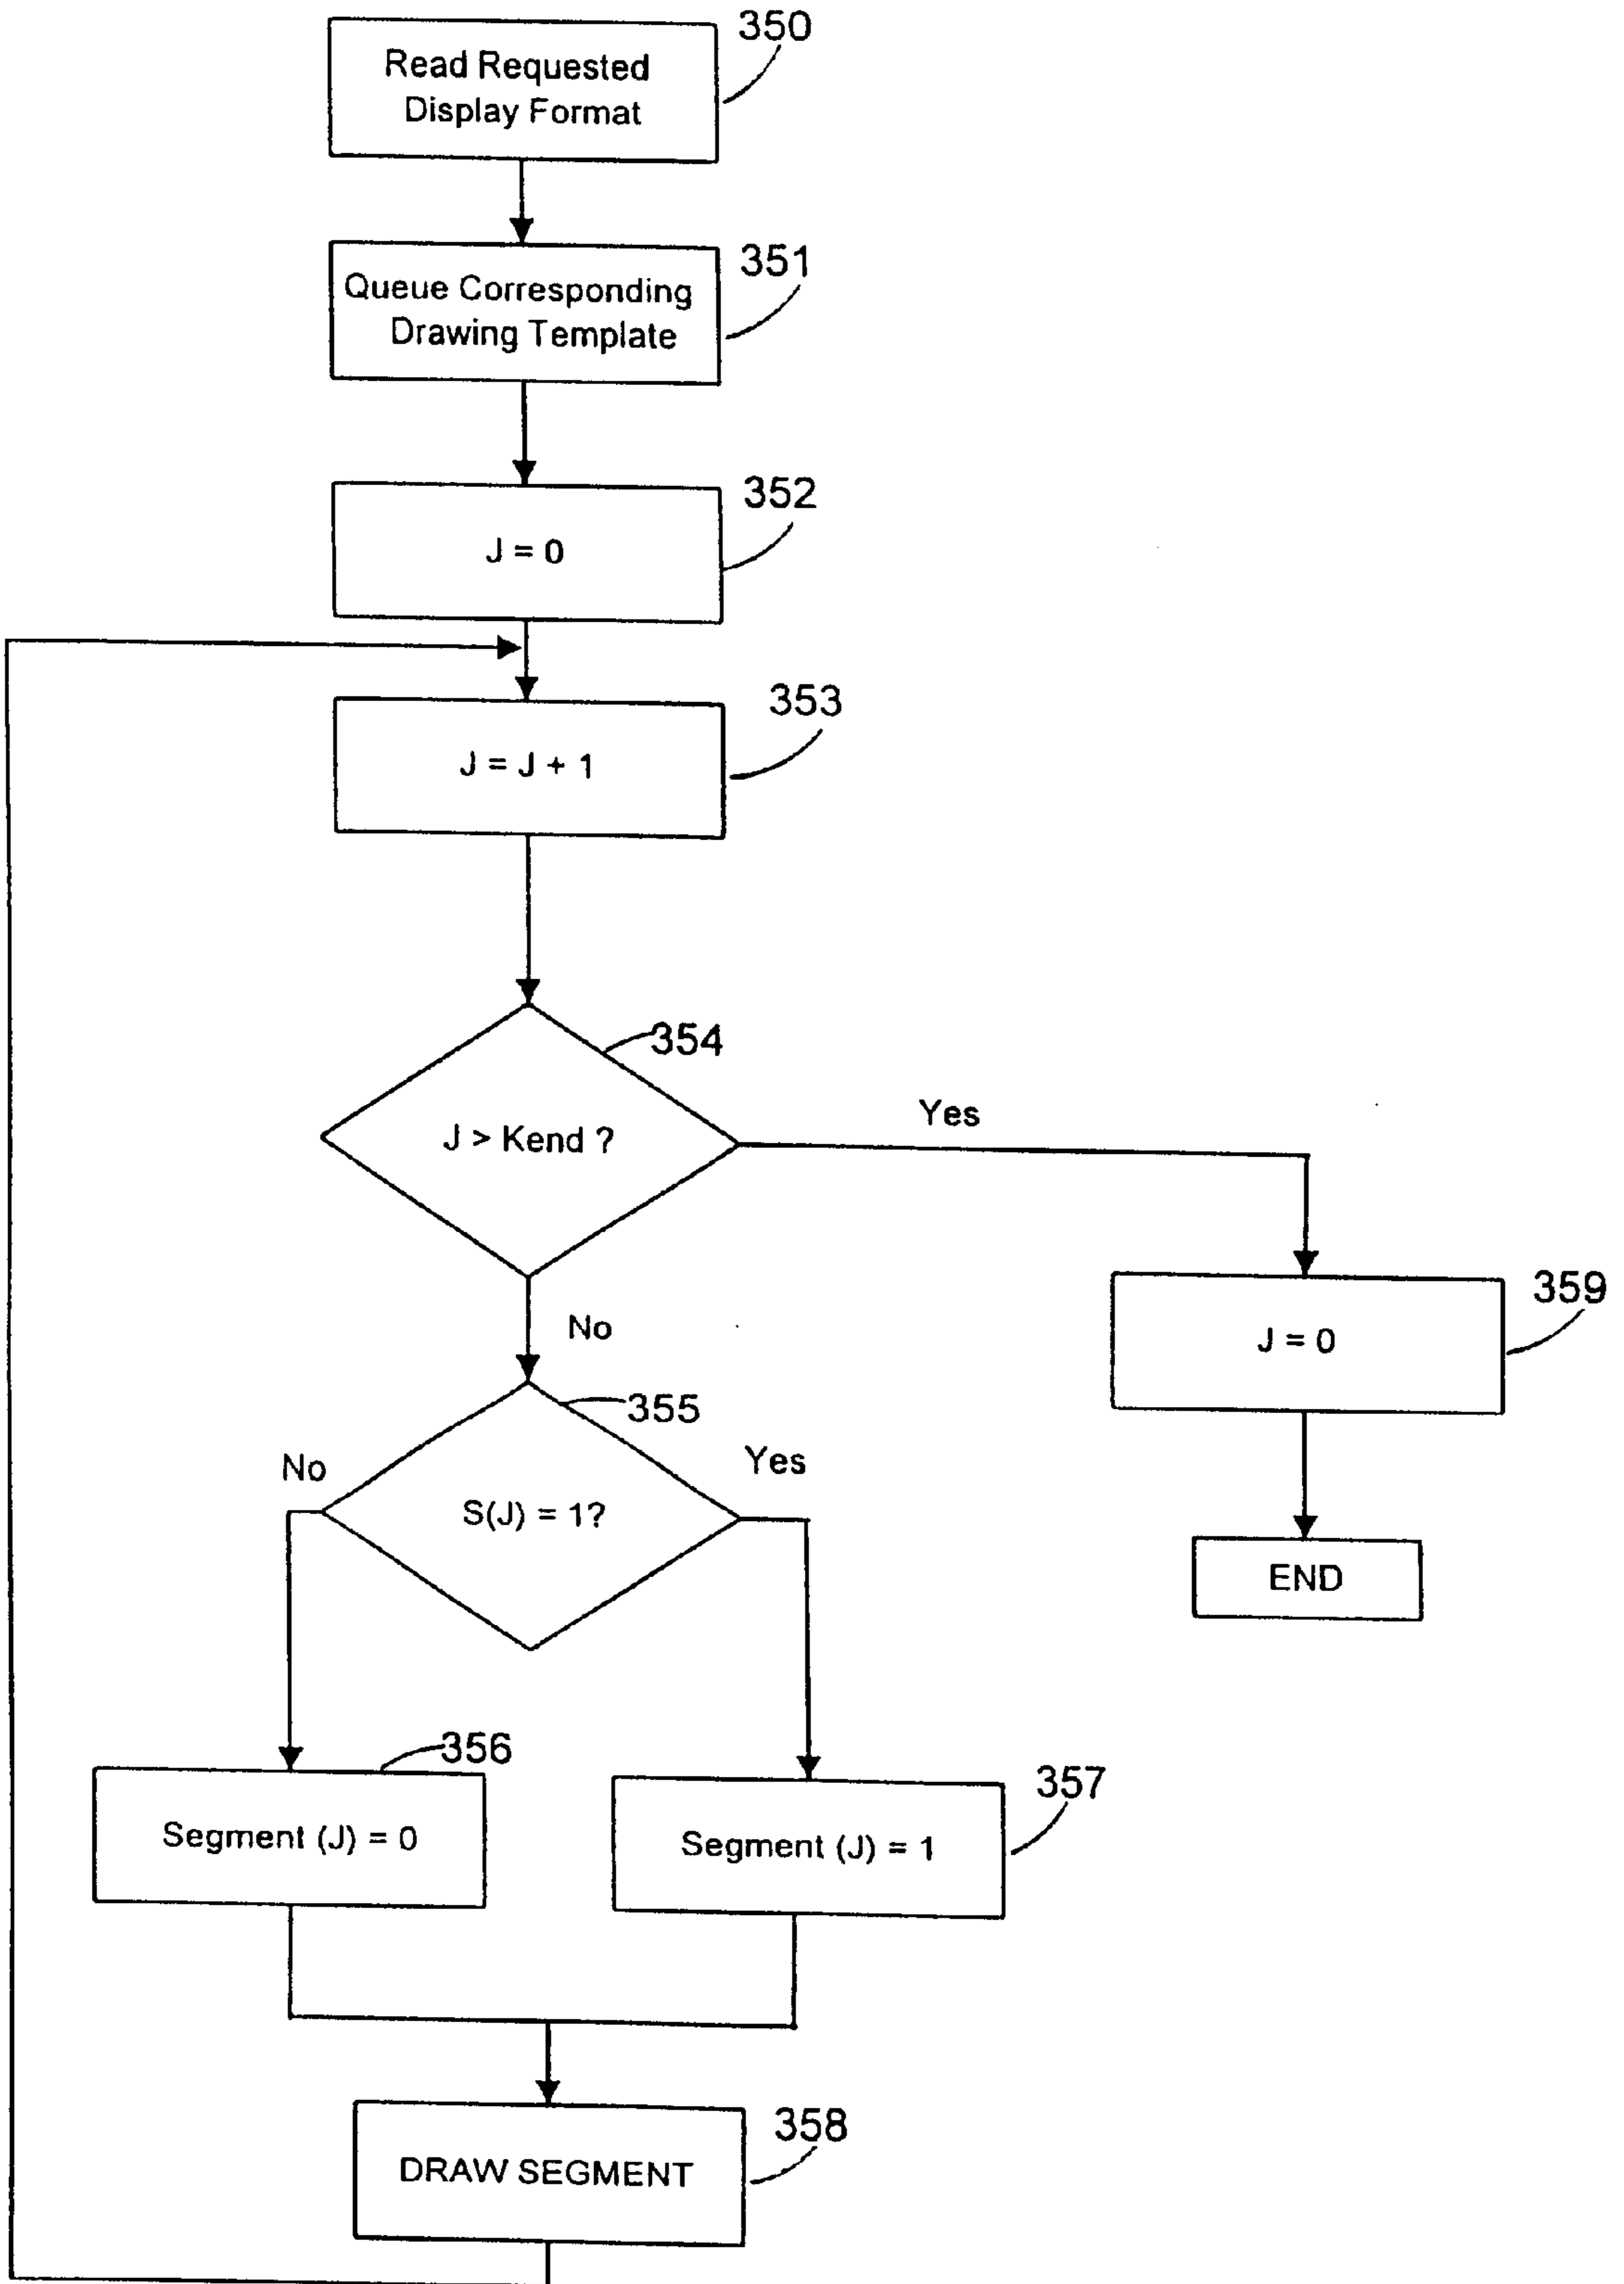 350
Read Requested
Display Format
351
Queue Corresponding
Drawing Template
352
J = 0
353
J = J + 1
354
J > Kend ?
Yes
No
359
J = 0
355
No
Yes
S(J) = 1?
END
356
Segment (J) = 0
357
Segment (J) = 1
358
DRAW SEGMENT